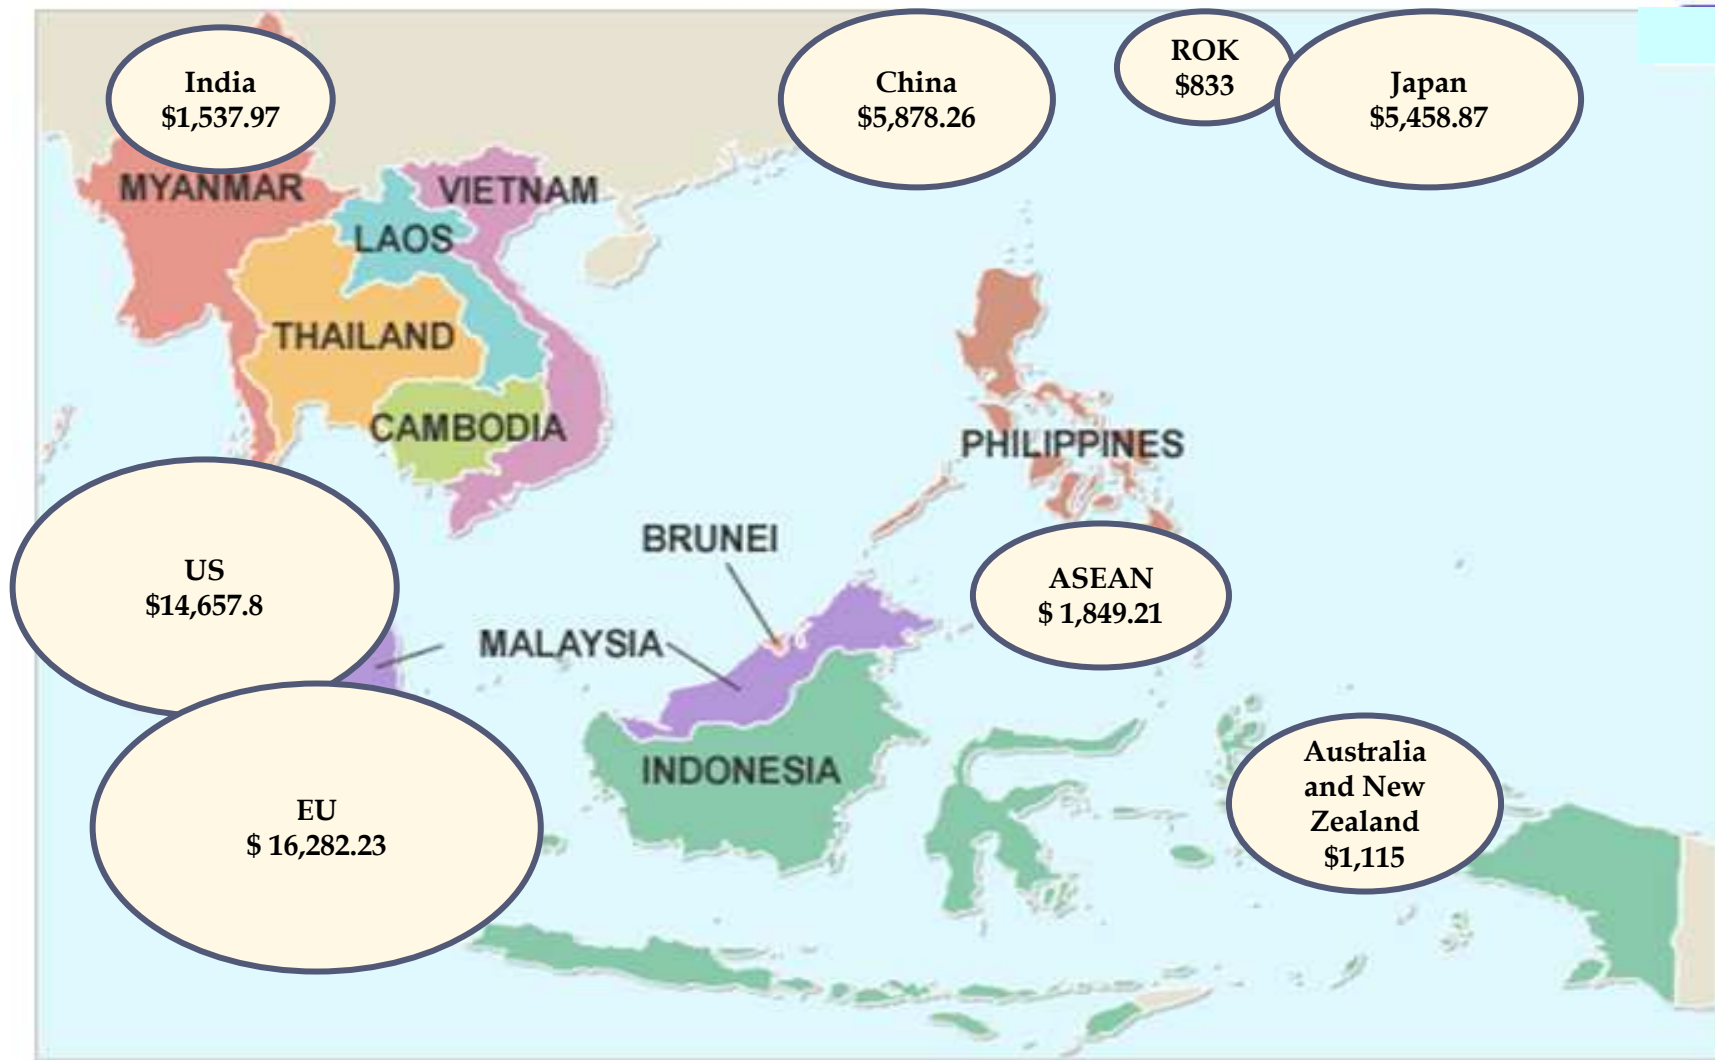 India
$1,537.97
China
$5,878.26
ROK
$833
Japan
$5,458.87
MYANMAR
VIETNAM
LAOS
THAILAND
CAMBODIA
PHILIPPINES
US
$14,657.8
BRUNEI
ASEAN
$ 1,849.21
MALAYSIA
EU
$ 16,282.23
INDONESIA
Australia
and New
Zealand
$1,115